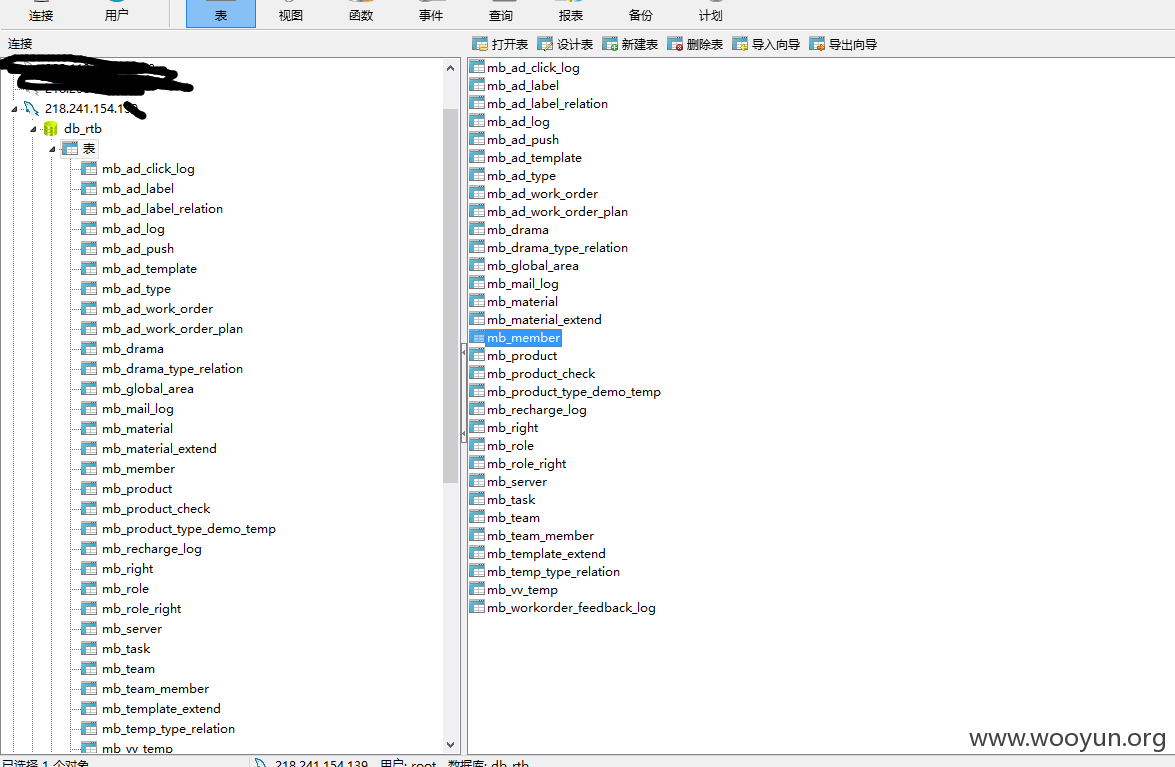 连接 用户 表 视图 函数 事件 查询 报表 备份 计划
连接
打开表 设计表 新建表 删除表 导入向导 导出向导
218.241.154.139
db_rtb
表
mb_ad_click_log
mb_ad_label
mb_ad_label_relation
mb_ad_log
mb_ad_push
mb_ad_template
mb_ad_type
mb_ad_work_order
mb_ad_work_order_plan
mb_drama
mb_drama_type_relation
mb_global_area
mb_mail_log
mb_material
mb_material_extend
mb_member
mb_product
mb_product_check
mb_product_type_demo_temp
mb_recharge_log
mb_right
mb_role
mb_role_right
mb_server
mb_task
mb_team
mb_team_member
mb_template_extend
mb_temp_type_relation
mb_vv_temp
mb_ad_click_log
mb_ad_label
mb_ad_label_relation
mb_ad_log
mb_ad_push
mb_ad_template
mb_ad_type
mb_ad_work_order
mb_ad_work_order_plan
mb_drama
mb_drama_type_relation
mb_global_area
mb_mail_log
mb_material
mb_material_extend
mb_member
mb_product
mb_product_check
mb_product_type_demo_temp
mb_recharge_log
mb_right
mb_role
mb_role_right
mb_server
mb_task
mb_team
mb_team_member
mb_template_extend
mb_temp_type_relation
mb_vv_temp
mb_workorder_feedback_log
www.wooyun.org
已选择 1 个对象 218.241.154.139 用户: root 数据库: db_rtb